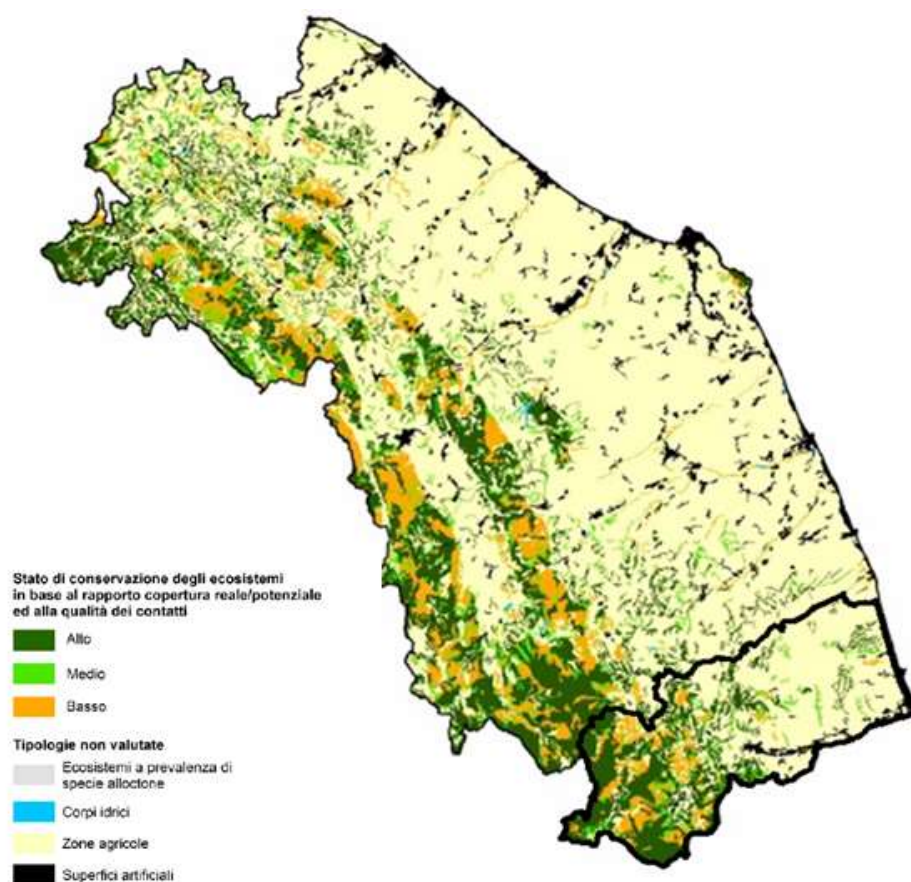 Stato di conservazione degli ecosistemi
in base al rapporto copertura reale/potenziale
ed alla qualità dei contatti
Alto
Medio
Basso
Tipologie non valutate
Ecosistemi a prevalenza di
specie alloctone
Corpi idrici
Zone agricole
Superfici artificiali